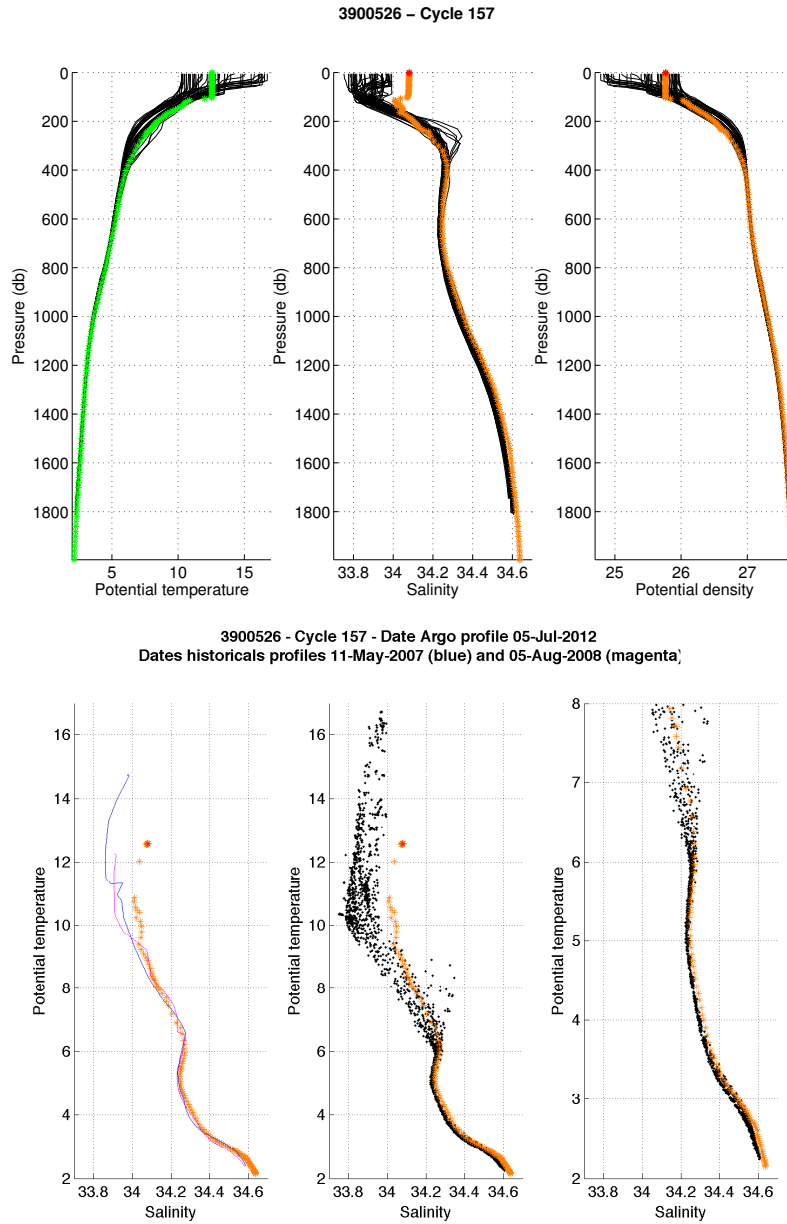 3900526 – Cycle 157
0
200
400
600
800
1000
1200
1400
1600
1800
Pressure (db)
5 10 15
Potential temperature
0
200
400
600
800
1000
1200
1400
1600
1800
Pressure (db)
33.8 34 34.2 34.4 34.6
Salinity
0
200
400
600
800
1000
1200
1400
1600
1800
Pressure (db)
25 26 27
Potential density
3900526 - Cycle 157 - Date Argo profile 05-Jul-2012
Dates historicals profiles 11-May-2007 (blue) and 05-Aug-2008 (magenta)
16
14
12
10
8
6
4
2
Potential temperature
33.8 34 34.2 34.4 34.6
Salinity
16
14
12
10
8
6
4
2
Potential temperature
33.8 34 34.2 34.4 34.6
Salinity
8
7
6
5
4
3
2
Potential temperature
33.8 34 34.2 34.4 34.6
Salinity